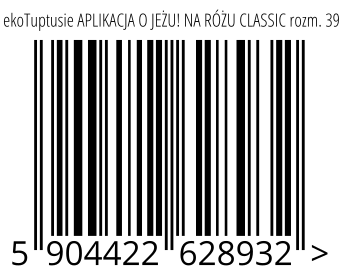 ekoTuptusie APLIKACJA O JEŻU! NA RÓŻU CLASSIC rozm. 39
5 904422 628932 >